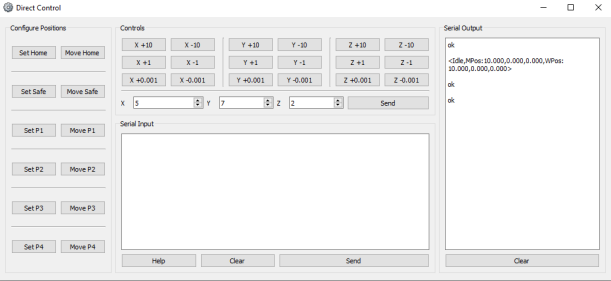 Direct Control
Configure Positions
Set Home Move Home
Set Safe Move Safe
Set P1 Move P1
Set P2 Move P2
Set P3 Move P3
Set P4 Move P4
Controls
X +10 X -10 Y +10 Y -10 Z +10 Z -10
X +1 X -1 Y +1 Y -1 Z +1 Z -1
X +0.001 X -0.001 Y +0.001 Y -0.001 Z +0.001 Z -0.001
X 5 Y 7 Z 2 Send
Serial Input
Help Clear Send
Serial Output
ok
<Idle,MPos:10.000,0.000,0.000,WPos:
10.000,0.000,0.000>
ok
ok
Clear